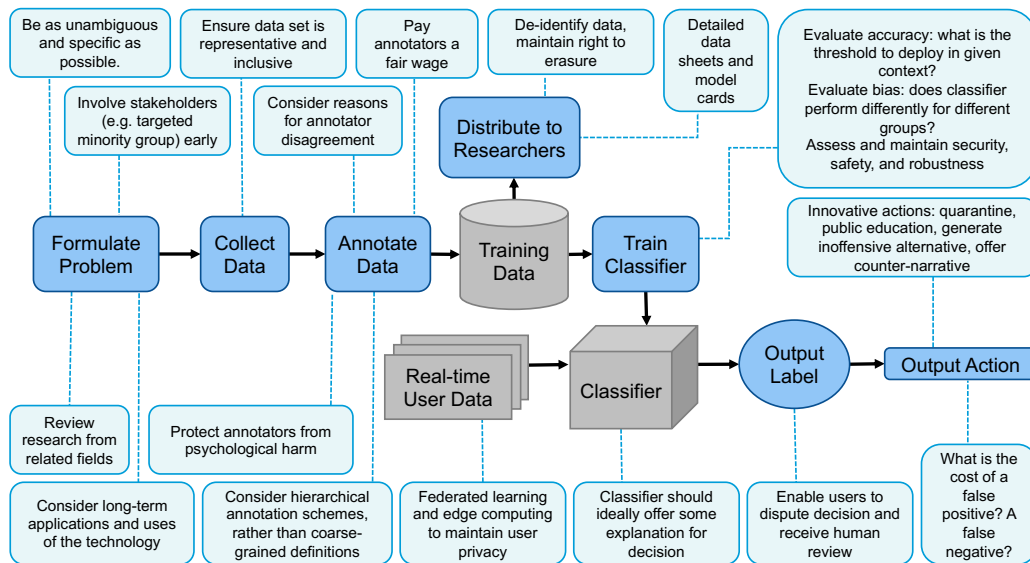 Be as unambiguous
and specific as
possible.
Ensure data set is
representative and
inclusive
Pay
annotators a
fair wage
De-identify data,
maintain right to
erasure
Detailed
data
sheets and
model
cards
Evaluate accuracy: what is the
threshold to deploy in given
context?
Evaluate bias: does classifier
perform differently for different
groups?
Assess and maintain security,
safety, and robustness
Involve stakeholders
(e.g. targeted
minority group) early
Consider reasons
for annotator
disagreement
Distribute to
Researchers
Innovative actions: quarantine,
public education, generate
inoffensive alternative, offer
counter-narrative
Formulate
Problem
Collect
Data
Annotate
Data
Training
Data
Train
Classifier
Real-time
User Data
Classifier
Output
Label
Output Action
Review
research from
related fields
Protect annotators from
psychological harm
Consider long-term
applications and uses
of the technology
Consider hierarchical
annotation schemes,
rather than coarse-
grained definitions
Federated learning
and edge computing
to maintain user
privacy
Classifier should
ideally offer some
explanation for
decision
Enable users to
dispute decision and
receive human
review
What is the
cost of a
false
positive? A
false
negative?